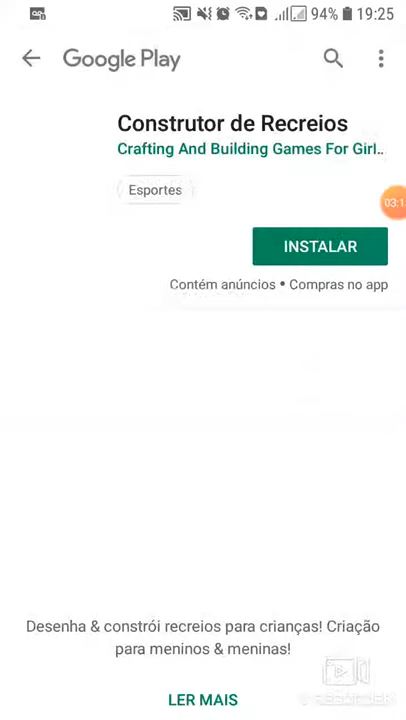 94% 19:25
Google Play
Construtor de Recreios
Crafting And Building Games For Girl..
Esportes
03:1
INSTALAR
Contém anúncios • Compras no app
Desenha & constrói recreios para crianças! Criação
para meninos & meninas!
LER MAIS
RECORDER